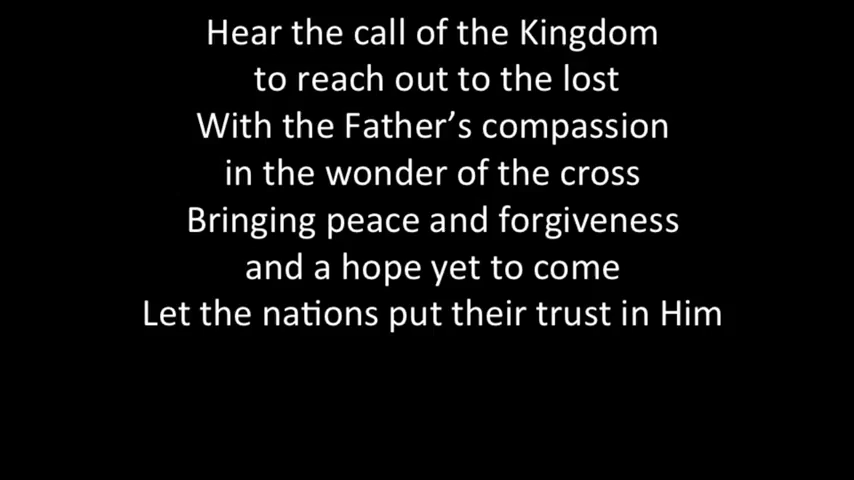 Hear the call of the Kingdom
to reach out to the lost
With the Father’s compassion
in the wonder of the cross
Bringing peace and forgiveness
and a hope yet to come
Let the nations put their trust in Him